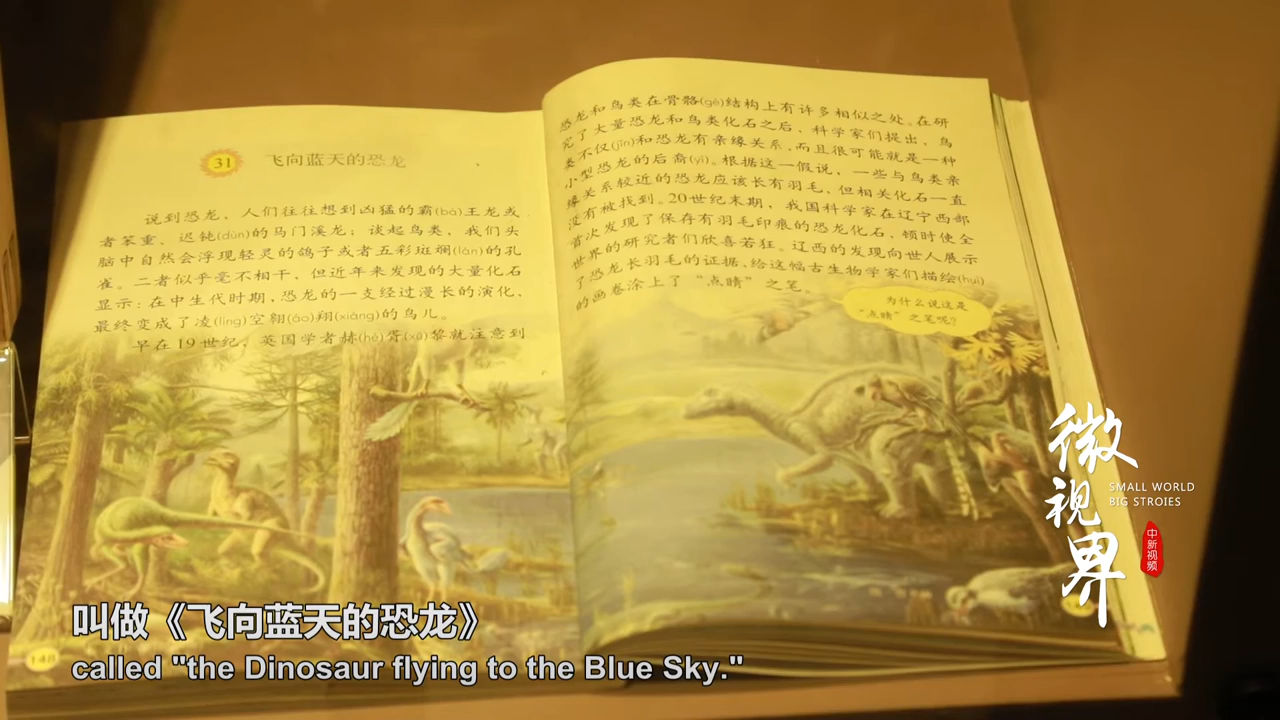 31 飞向蓝天的恐龙
说到恐龙，人们往往想到凶猛的霸(bà)王龙或
者笨重、迟钝(dùn)的马门溪龙；谈起鸟类，我们头
脑中自然会浮现轻灵的鸽子或者五彩斑斓(lán)的孔
雀。二者似乎毫不相干，但近年来发现的大量化石
显示：在中生代时期，恐龙的一支经过漫长的演化，
最终变成了凌(líng)空翱(áo)翔(xiáng)的鸟儿。
早在19世纪，英国学者赫(hè)胥(xū)黎就注意到
148
恐龙和鸟类在骨骼(gé)结构上有许多相似之处。在研
究了大量恐龙和鸟类化石之后，科学家们提出，鸟
类不仅(jǐn)和恐龙有亲缘关系，而且很可能就是一种
小型恐龙的后裔(yì)。根据这一假说，一些与鸟类亲
缘关系较近的恐龙应该长有羽毛，但相关化石一直
没有被找到。20世纪末期，我国科学家在辽宁西部
首次发现了保存有羽毛印痕的恐龙化石，顿时使全
世界的研究者们欣喜若狂。辽西的发现向世人展示
了恐龙长羽毛的证据，给这幅古生物学家们描绘(huì)
的画卷涂上了“点睛”之笔。
为什么说这是
“点睛”之笔呢？
微视界
SMALL WORLD
BIG STROIES
中新视频
叫做《飞向蓝天的恐龙》
called "the Dinosaur flying to the Blue Sky."